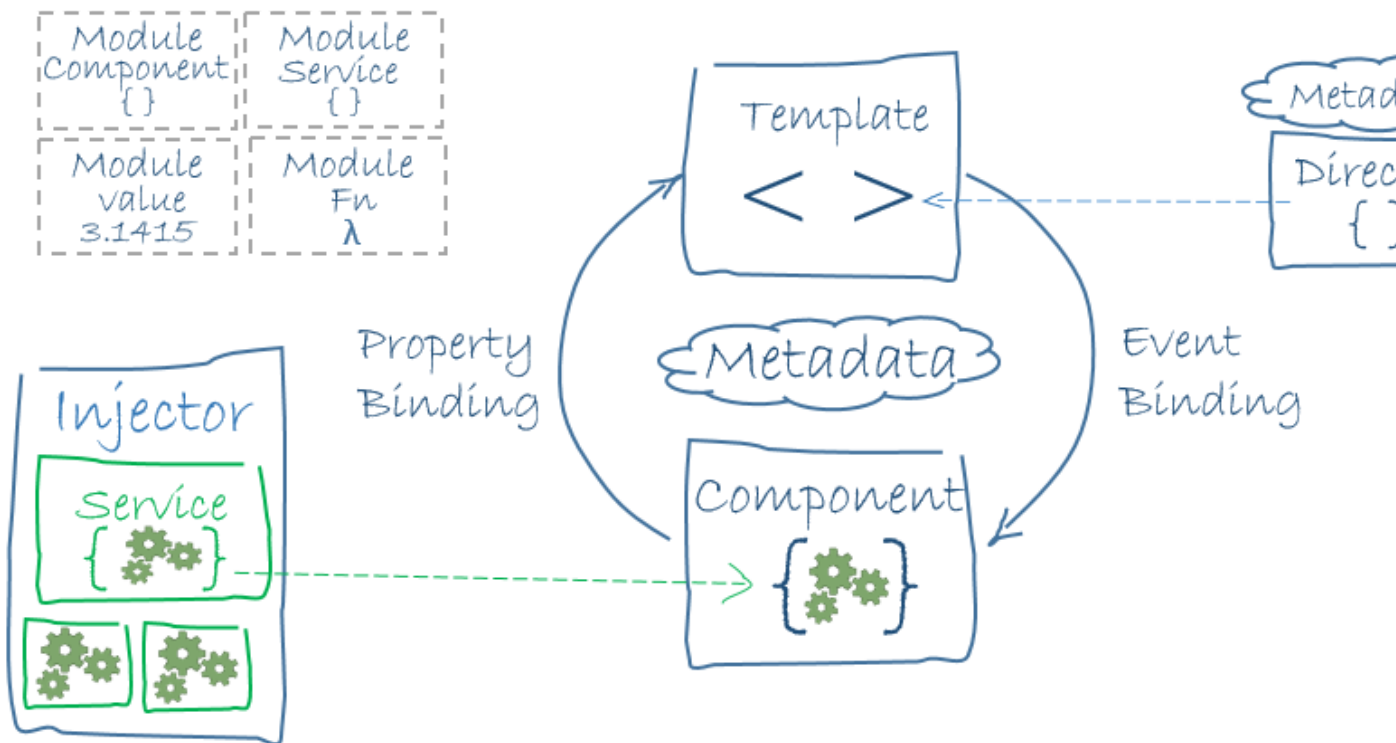 Module
Component
{ }
Module
Service
{ }
Module
value
3.1415
Module
Fn
λ
Template
< >
{ }
Property
Binding
Metadata
Event
Binding
Injector
Service
{ }
Component
{ }